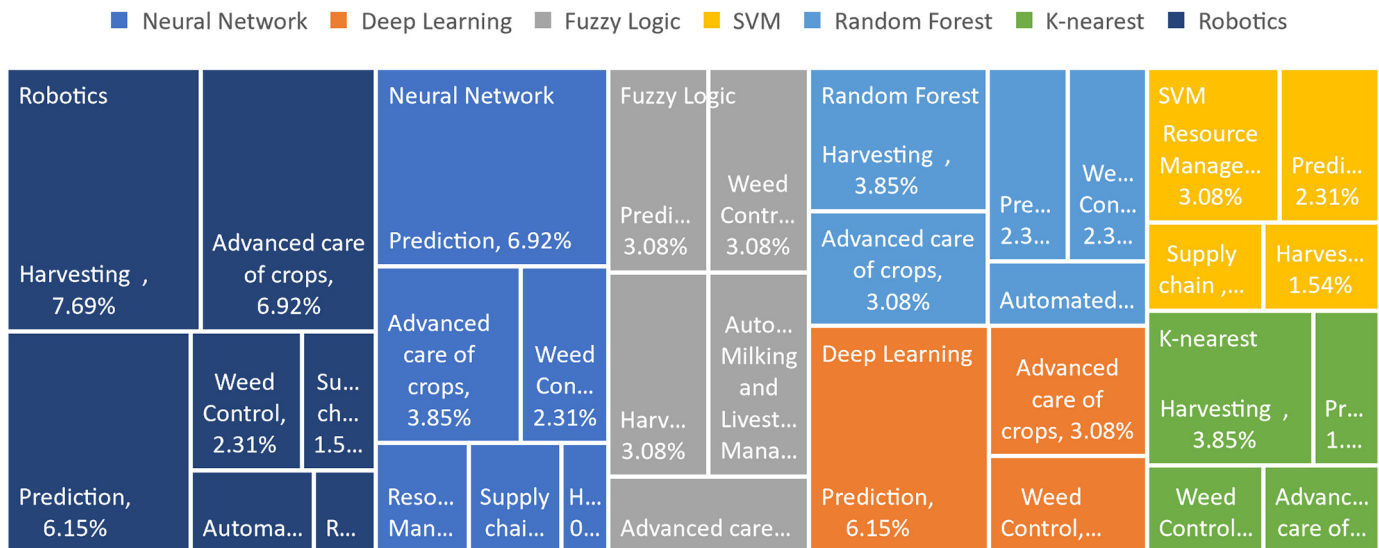 Neural Network Deep Learning Fuzzy Logic SVM Random Forest K-nearest Robotics
Robotics
Harvesting ,
7.69%
Advanced care
of crops,
6.92%
Prediction,
6.15%
Weed
Control,
2.31%
Su...
ch...
1.5...
Automa...
R...
Neural Network
Prediction, 6.92%
Advanced
care of
crops,
3.85%
Weed
Con...
2.31%
Reso...
Man...
Supply
chai...
H...
0...
Fuzzy Logic
Predi...
3.08%
Weed
Contr...
3.08%
Harv...
3.08%
Auto...
Milking
and
Livest...
Mana...
Advanced care...
Random Forest
Harvesting ,
3.85%
Advanced care
of crops,
3.08%
Pre...
2.3...
We...
Con...
2.3...
Automated...
Deep Learning
Prediction,
6.15%
Advanced
care of
crops, 3.08%
Weed
Control,...
SVM
Resource
Manage...
3.08%
Predi...
2.31%
Supply
chain ,...
Harves...
1.54%
K-nearest
Harvesting ,
3.85%
Pr...
1....
Weed
Control...
Advanc...
care of...